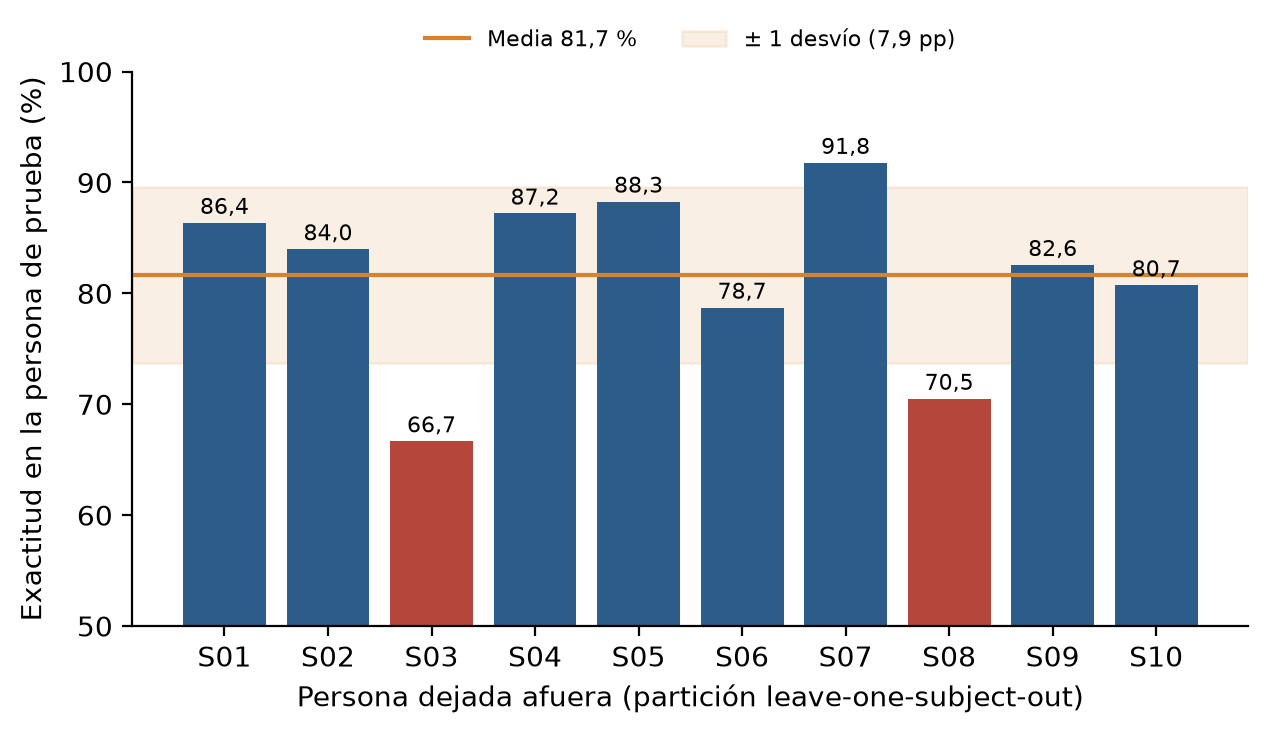 Media 81,7 %
± 1 desvío (7,9 pp)
Exactitud en la persona de prueba (%)
100
90
80
70
60
50
86,4
84,0
66,7
87,2
88,3
78,7
91,8
70,5
82,6
80,7
S01
S02
S03
S04
S05
S06
S07
S08
S09
S10
Persona dejada afuera (partición leave-one-subject-out)